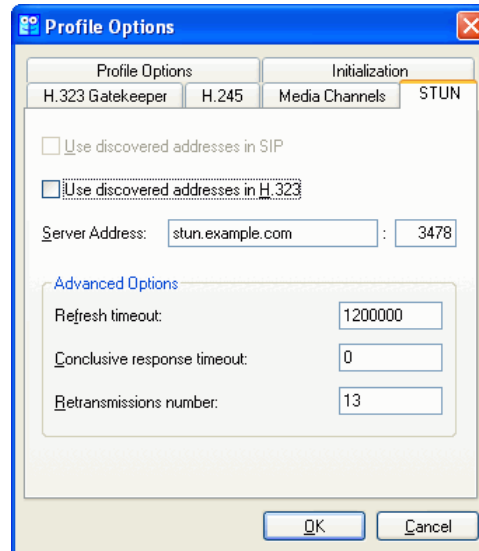 Profile Options
Profile Options Initialization
H.323 Gatekeeper H.245 Media Channels STUN
Use discovered addresses in SIP
Use discovered addresses in H.323
Server Address: stun.example.com : 3478
Advanced Options
Refresh timeout: 1200000
Conclusive response timeout: 0
Retransmissions number: 13
OK Cancel